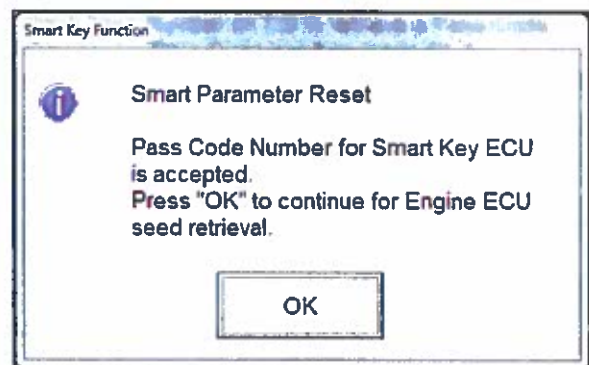 Smart Key Function
Smart Parameter Reset
Pass Code Number for Smart Key ECU
is accepted.
Press "OK" to continue for Engine ECU
seed retrieval.
OK